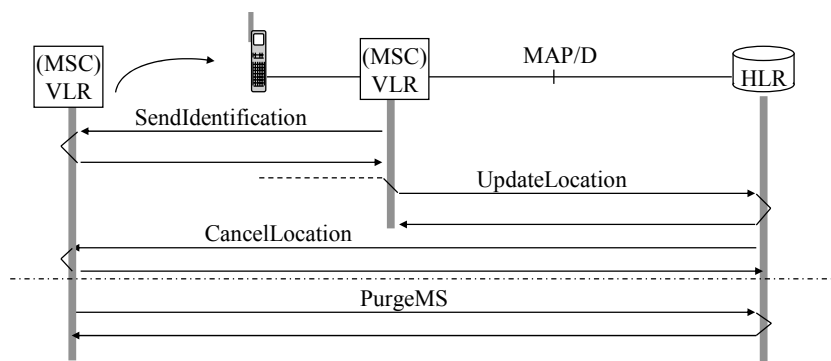 (MSC)
VLR
(MSC)
VLR
MAP/D
HLR
SendIdentification
UpdateLocation
CancelLocation
PurgeMS